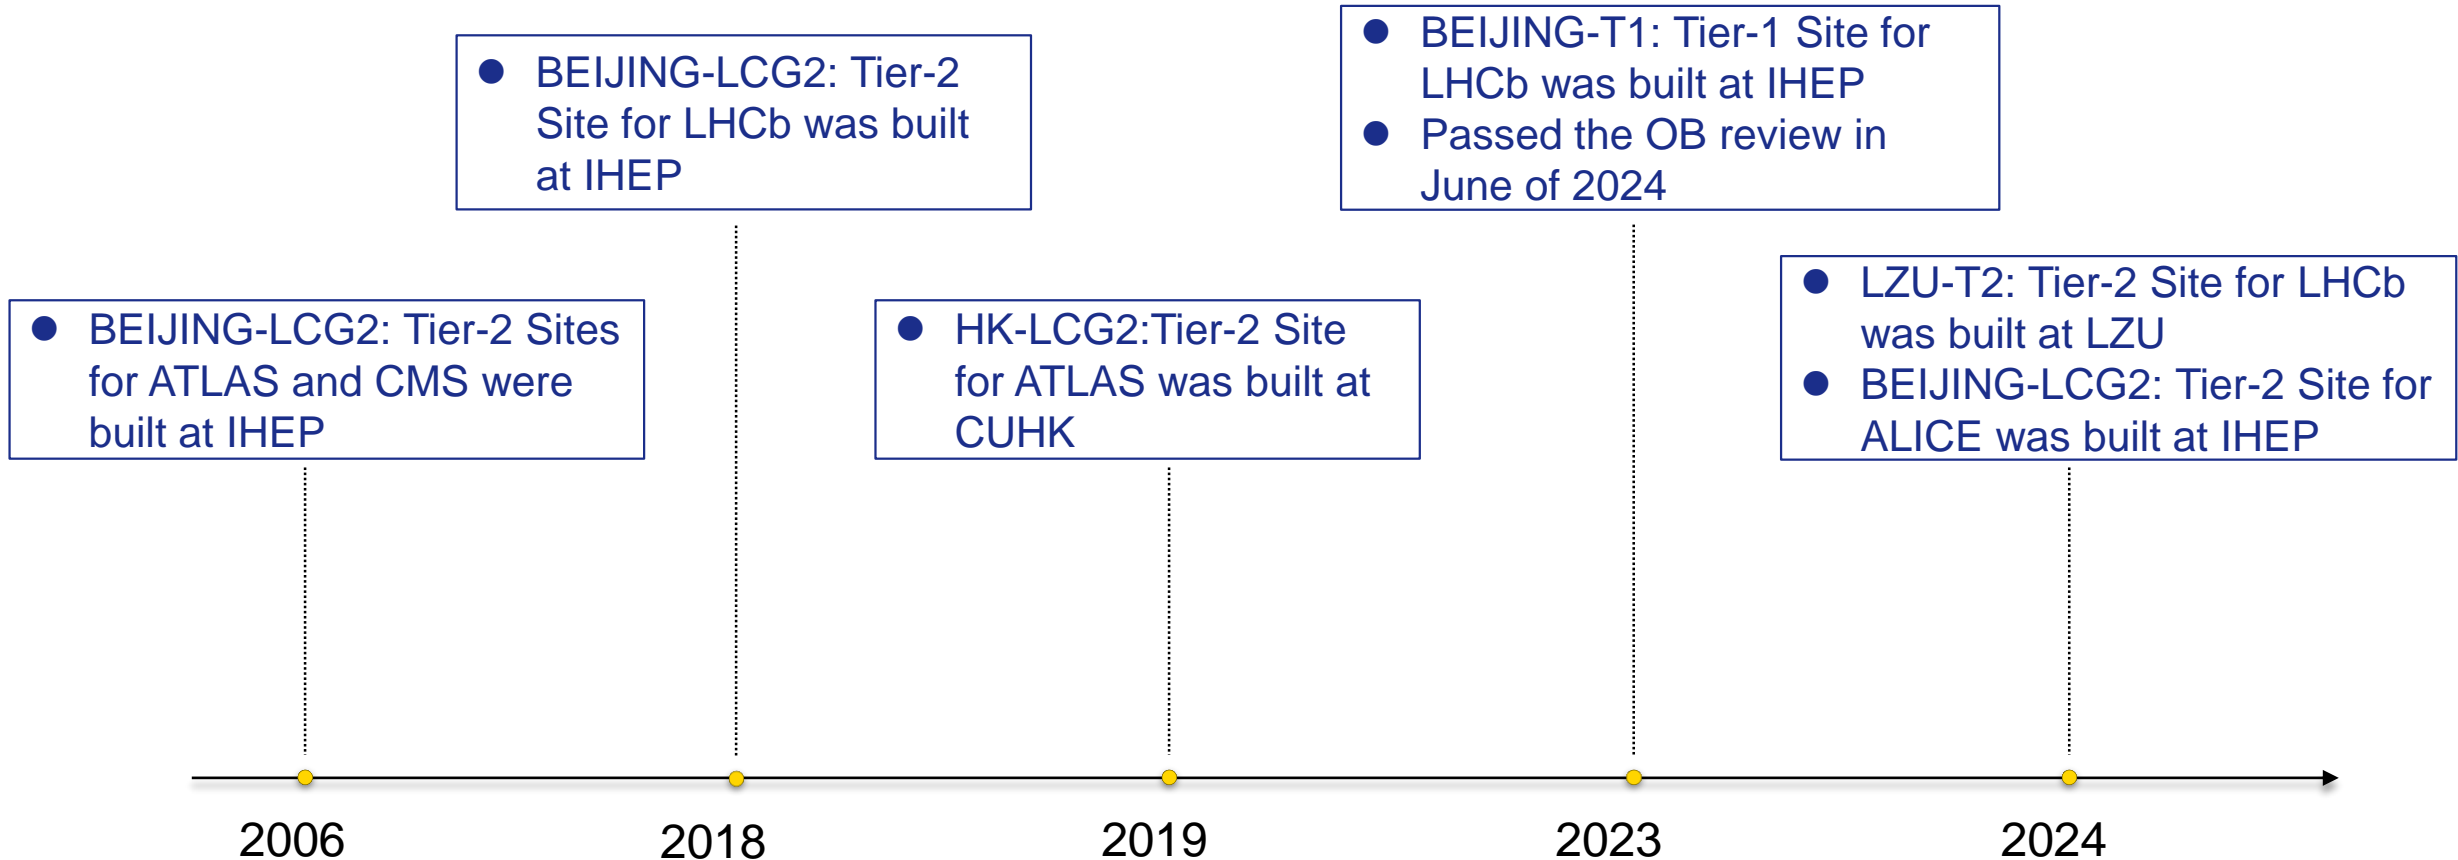 ● BEIJING-LCG2: Tier-2 Sites
for ATLAS and CMS were
built at IHEP
● BEIJING-LCG2: Tier-2
Site for LHCb was built
at IHEP
● HK-LCG2:Tier-2 Site
for ATLAS was built at
CUHK
● BEIJING-T1: Tier-1 Site for
LHCb was built at IHEP
● Passed the OB review in
June of 2024
● LZU-T2: Tier-2 Site for LHCb
was built at LZU
● BEIJING-LCG2: Tier-2 Site for
ALICE was built at IHEP
2006 2018 2019 2023 2024